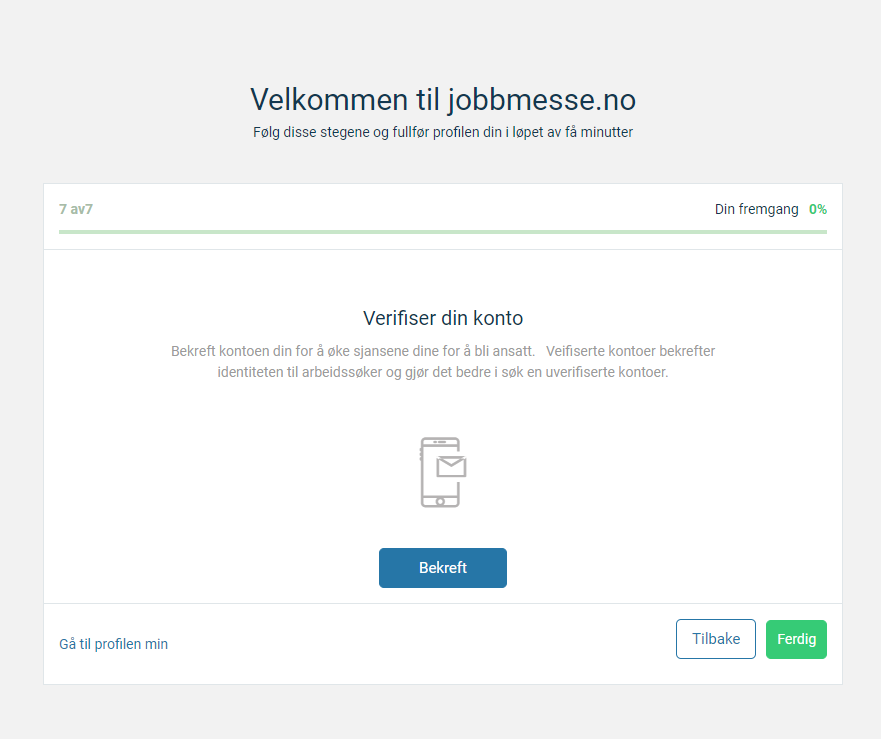 Velkommen til jobbmesse.no
Følg disse stegene og fullfør profilen din i løpet av få minutter
7 av7
Din fremgang 0%
Verifiser din konto
Bekreft kontoen din for å øke sjansene dine for å bli ansatt. Veifiserte kontoer bekrefter
identiteten til arbeidssøker og gjør det bedre i søk en uverifiserte kontoer.
Bekreft
Gå til profilen min
Tilbake
Ferdig